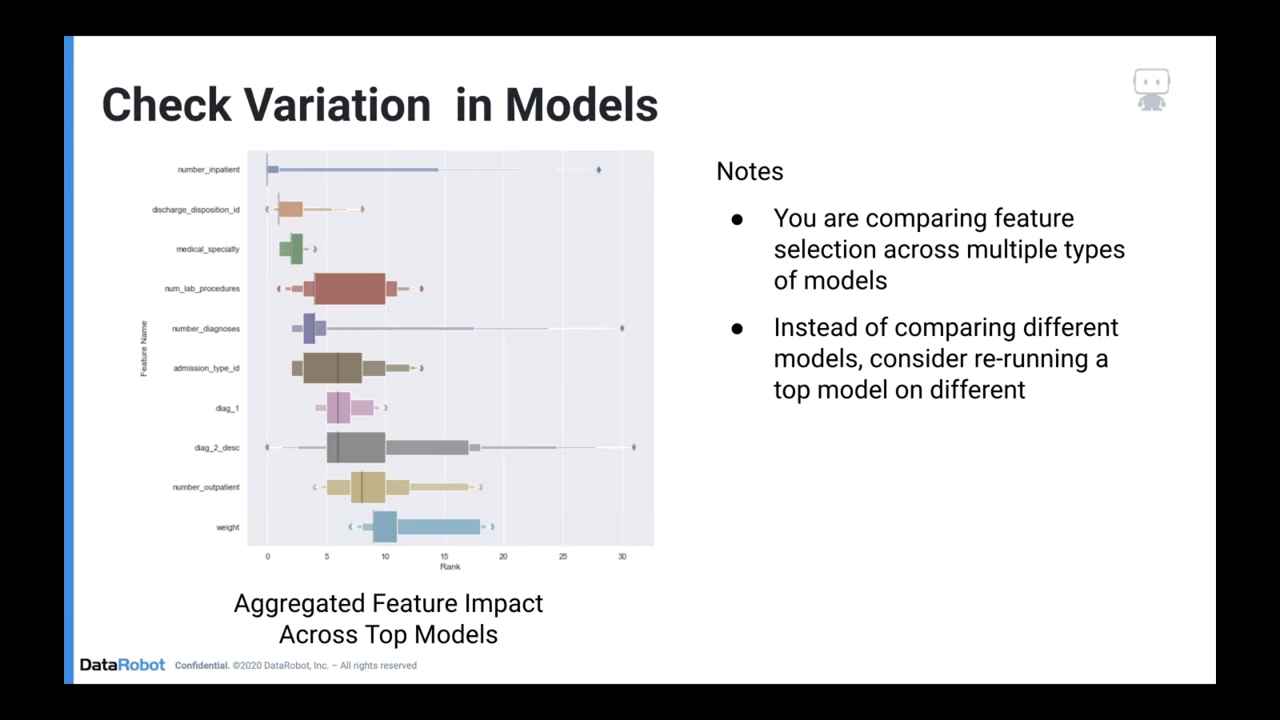 Check Variation  in Models
number_inpatient
discharge_disposition_id
medical_specialty
num_lab_procedures
number_diagnoses
admission_type_id
diag_1
diag_2_desc
number_outpatient
weight
Feature Name
0 5 10 15 20 25 30
Rank
Aggregated Feature Impact
Across Top Models
Notes
● You are comparing feature
selection across multiple types
of models
● Instead of comparing different
models, consider re-running a
top model on different
DataRobot Confidential. ©2020 DataRobot, Inc. – All rights reserved